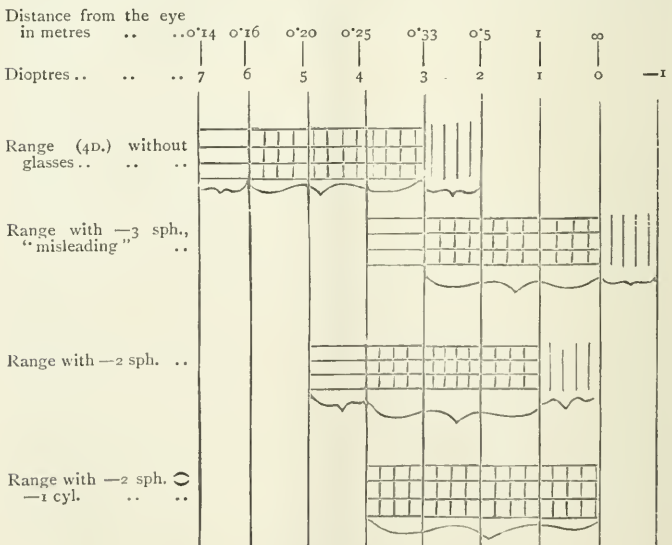 Distance from the eye
in metres .. ..0·14 0·16 0·20 0·25 0·33 0·5 1 ∞
Dioptres .. .. .. 7 6 5 4 3 2 1 0 —1
Range (4D.) without
glasses .. .. ..
Range with —3 sph.,
“misleading” ..
Range with —2 sph. ..
Range with —2 sph. ⁐
—1 cyl. .. ..